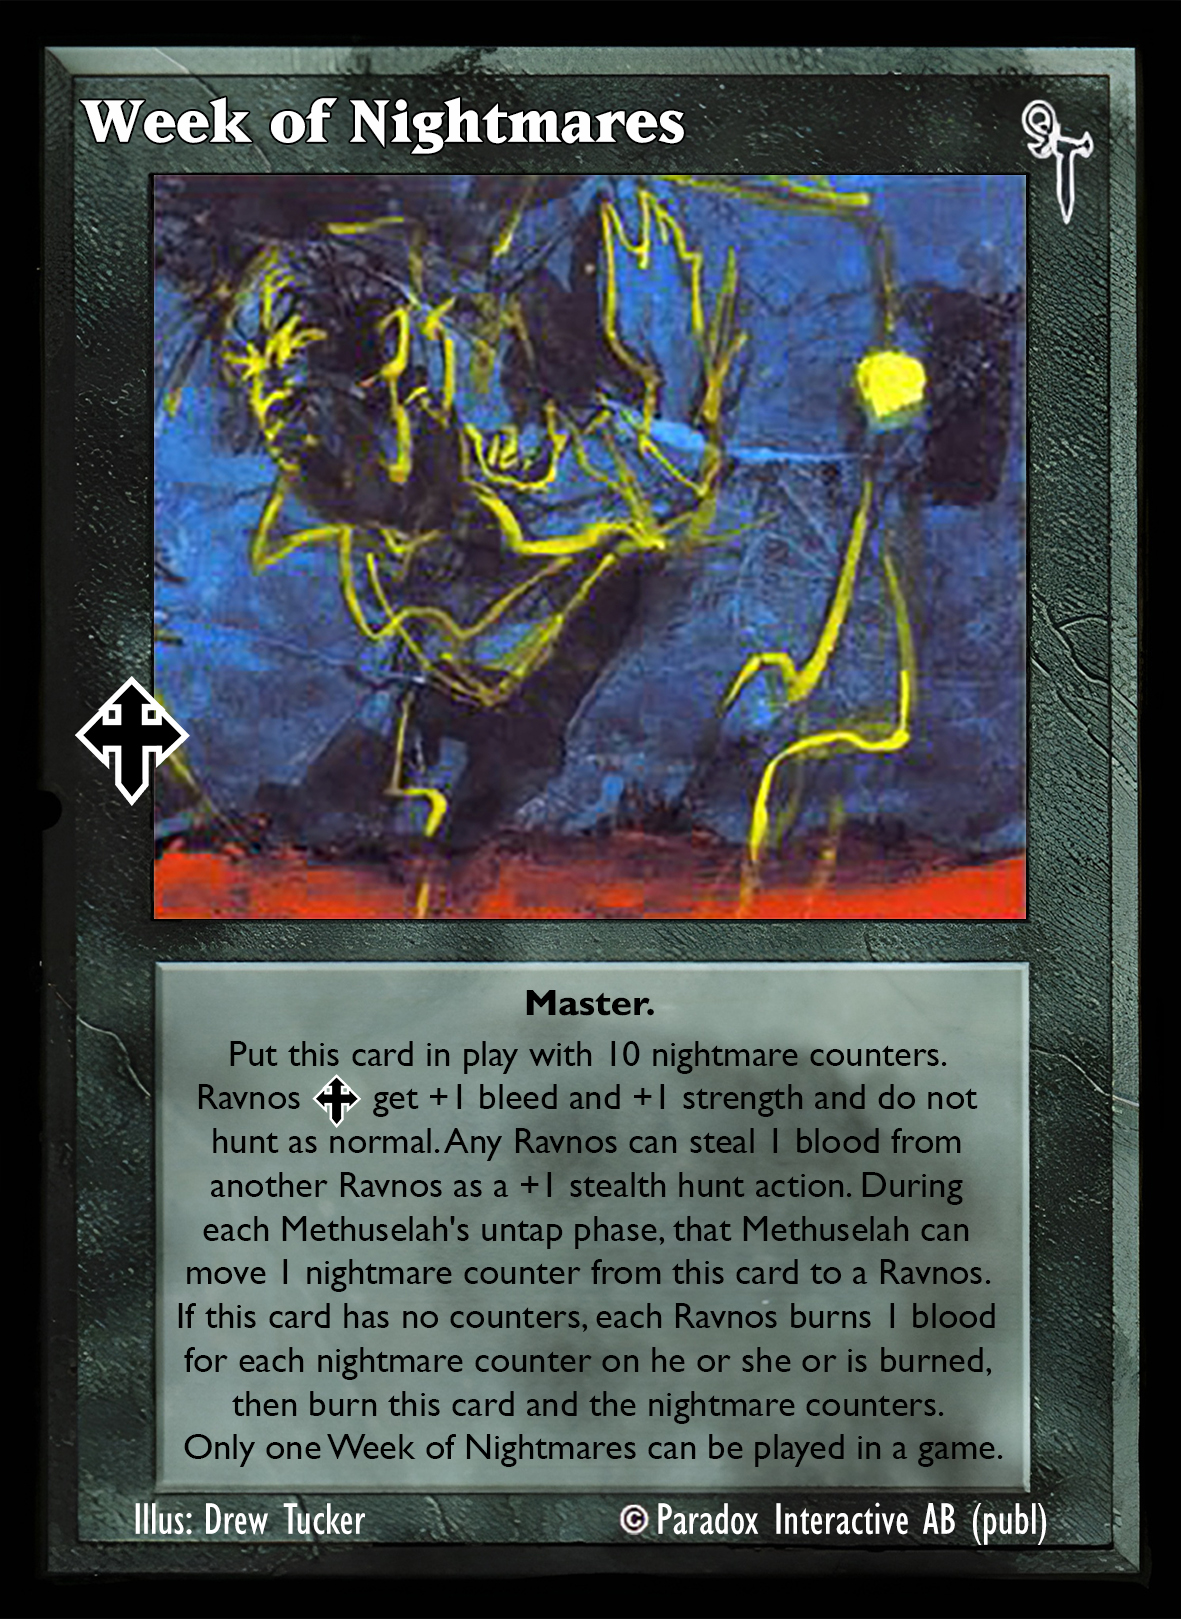 Week of Nightmares
Master.
Put this card in play with 10 nightmare counters.
Ravnos get +1 bleed and +1 strength and do not
hunt as normal. Any Ravnos can steal 1 blood from
another Ravnos as a +1 stealth hunt action. During
each Methuselah's untap phase, that Methuselah can
move 1 nightmare counter from this card to a Ravnos.
If this card has no counters, each Ravnos burns 1 blood
for each nightmare counter on he or she or is burned,
then burn this card and the nightmare counters.
Only one Week of Nightmares can be played in a game.
Illus: Drew Tucker
© Paradox Interactive AB (publ)